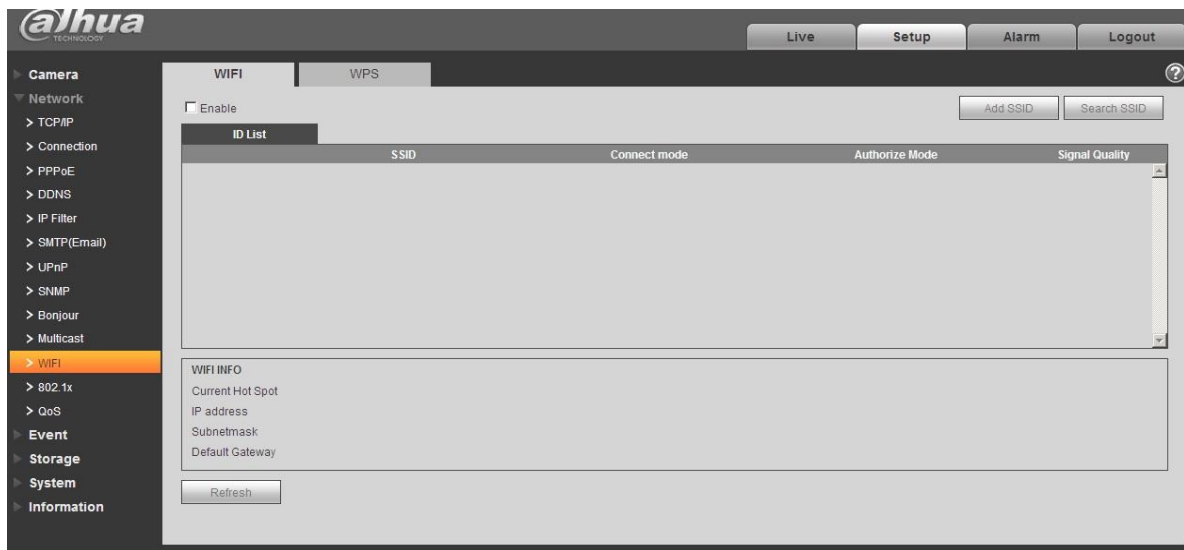 alhua
TECHNOLOGY
Live Setup Alarm Logout
Camera
Network
> TCP/IP
> Connection
> PPPoE
> DDNS
> IP Filter
> SMTP(Email)
> UPnP
> SNMP
> Bonjour
> Multicast
> WIFI
> 802.1x
> QoS
Event
Storage
System
Information
WIFI WPS
?
Enable Add SSID Search SSID
ID List
SSID Connect mode Authorize Mode Signal Quality
WIFI INFO
Current Hot Spot
IP address
Subnetmask
Default Gateway
Refresh